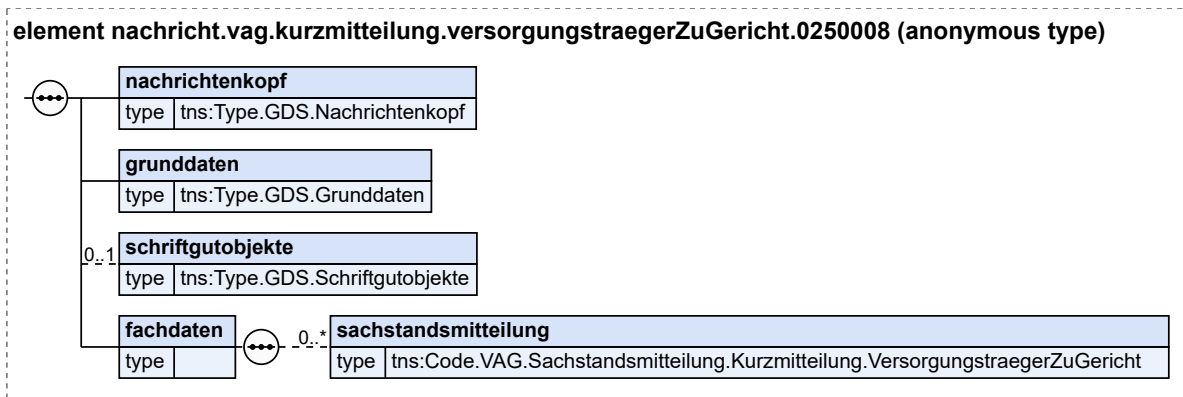 element nachricht.vag.kurzmitteilung.versorgungstraegerZuGericht.0250008 (anonymous type)
nachrichtenkopf
type tns:Type.GDS.Nachrichtenkopf
grunddaten
type tns:Type.GDS.Grunddaten
0..1 schriftgutobjekte
type tns:Type.GDS.Schriftgutobjekte
fachdaten 0..* sachstandsmitteilung
type type tns:Code.VAG.Sachstandsmitteilung.Kurzmitteilung.VersorgungstraegerZuGericht